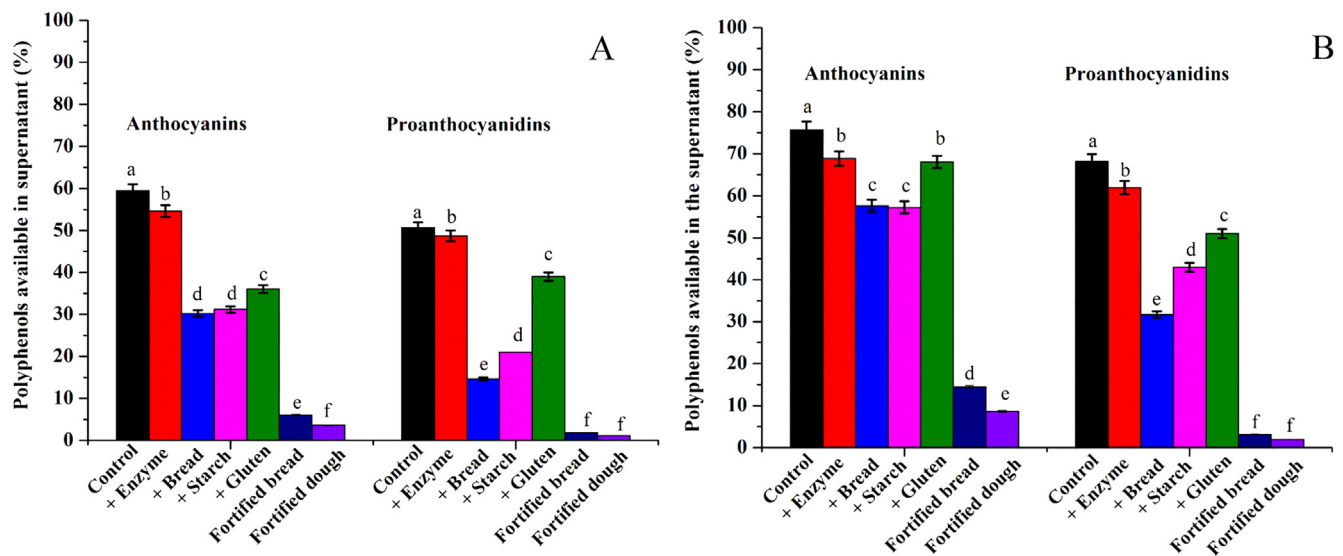 A
Polyphenols available in supernatant (%)
100
90
80
70
60
50
40
30
20
10
0
Anthocyanins
Proanthocyanidins
a
b
d
d
c
e
f
a
b
e
d
c
f
f
Control
+ Enzyme
+ Bread
+ Starch
+ Gluten
Fortified bread
Fortified dough
Control
+ Enzyme
+ Bread
+ Starch
+ Gluten
Fortified bread
Fortified dough
B
Polyphenols available in the supernatant (%)
100
90
80
70
60
50
40
30
20
10
0
Anthocyanins
Proanthocyanidins
a
b
c
c
b
d
e
a
b
e
d
c
f
f
Control
+ Enzyme
+ Bread
+ Starch
+ Gluten
Fortified bread
Fortified dough
Control
+ Enzyme
+ Bread
+ Starch
+ Gluten
Fortified bread
Fortified dough